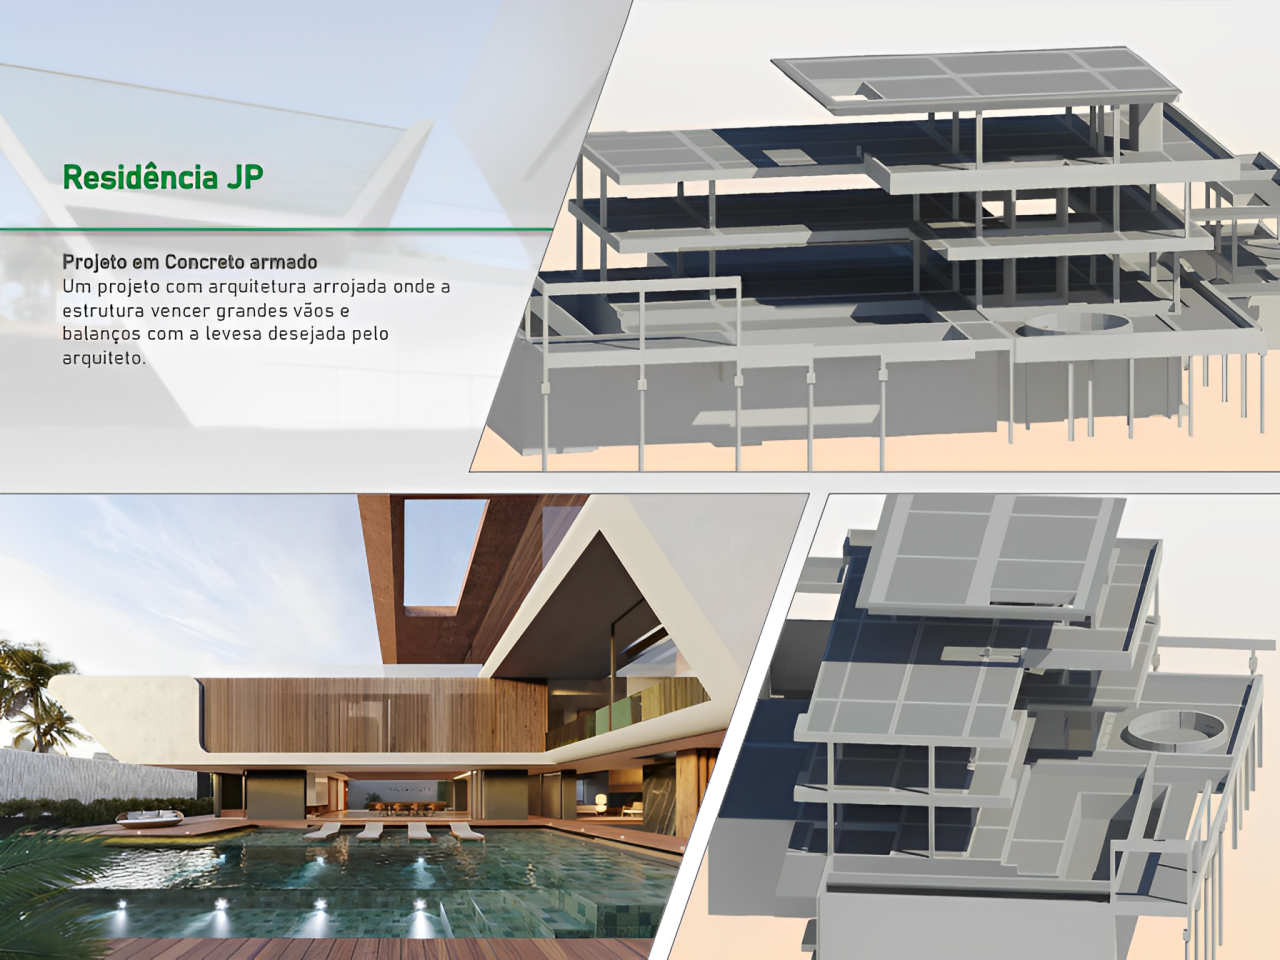 Residência JP
Projeto em Concreto armado
Um projeto com arquitetura arrojada onde a
estrutura vencer grandes vãos e
balanços com a levesa desejada pelo
arquiteto.